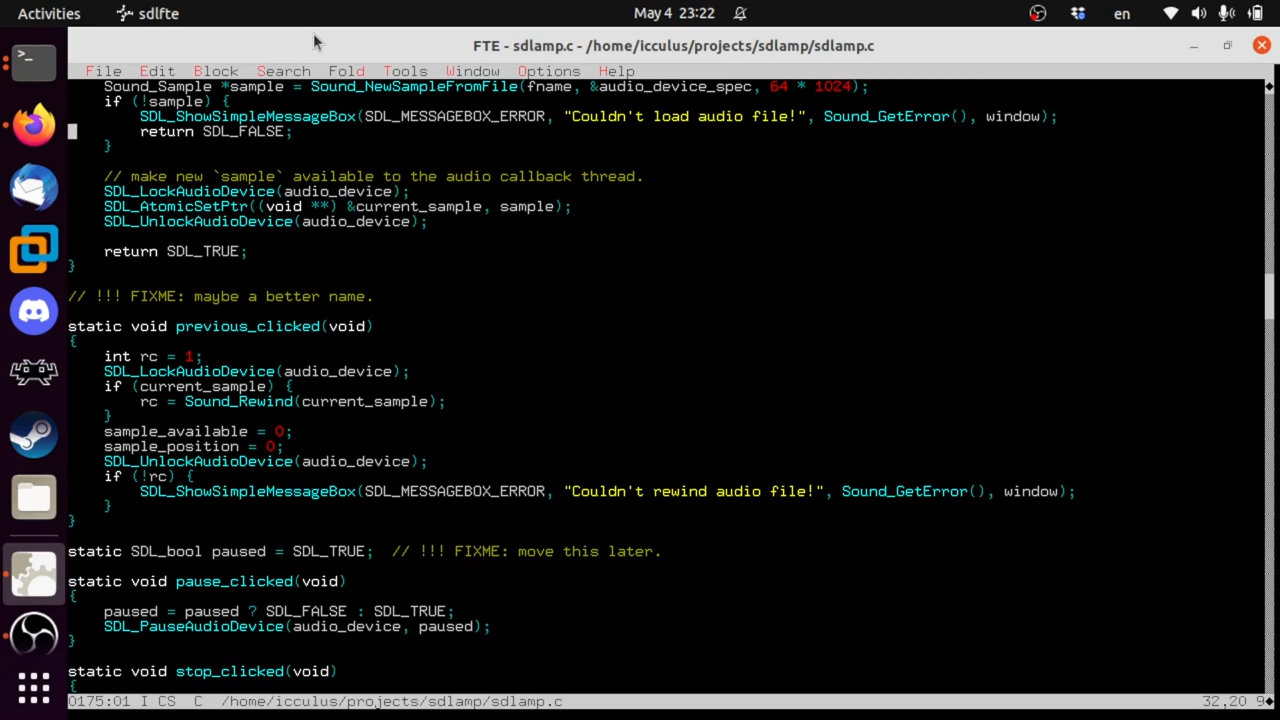 Activities sdlfte May 4 23:22 en
FTE - sdlamp.c - /home/icculus/projects/sdlamp/sdlamp.c
File Edit Block Search Fold Tools Window Options Help
Sound_Sample *sample = Sound_NewSampleFromFile(fname, &audio_device_spec, 64 * 1024);
if (!sample) {
SDL_ShowSimpleMessageBox(SDL_MESSAGEBOX_ERROR, "Couldn't load audio file!", Sound_GetError(), window);
return SDL_FALSE;
}
// make new `sample` available to the audio callback thread.
SDL_LockAudioDevice(audio_device);
SDL_AtomicSetPtr((void **) &current_sample, sample);
SDL_UnlockAudioDevice(audio_device);
return SDL_TRUE;
}
// !!! FIXME: maybe a better name.
static void previous_clicked(void)
{
int rc = 1;
SDL_LockAudioDevice(audio_device);
if (current_sample) {
rc = Sound_Rewind(current_sample);
}
sample_available = 0;
sample_position = 0;
SDL_UnlockAudioDevice(audio_device);
if (!rc) {
SDL_ShowSimpleMessageBox(SDL_MESSAGEBOX_ERROR, "Couldn't rewind audio file!", Sound_GetError(), window);
}
}
static SDL_bool paused = SDL_TRUE;  // !!! FIXME: move this later.
static void pause_clicked(void)
{
paused = paused ? SDL_FALSE : SDL_TRUE;
SDL_PauseAudioDevice(audio_device, paused);
}
static void stop_clicked(void)
{
0175:01 I CS C /home/icculus/projects/sdlamp/sdlamp.c 32,20 9